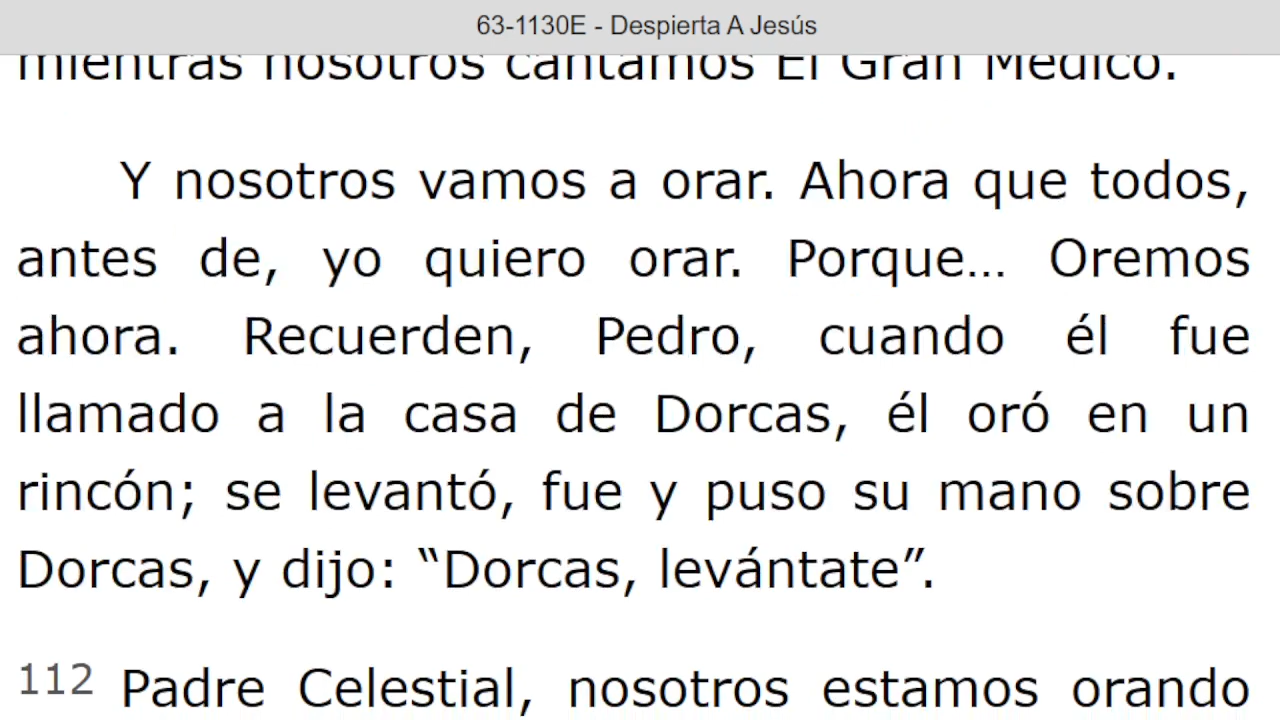 63-1130E - Despierta A Jesús
mientras nosotros cantamos El Gran Médico.
Y nosotros vamos a orar. Ahora que todos,
antes de, yo quiero orar. Porque… Oremos
ahora. Recuerden, Pedro, cuando él fue
llamado a la casa de Dorcas, él oró en un
rincón; se levantó, fue y puso su mano sobre
Dorcas, y dijo: “Dorcas, levántate”.
112 Padre Celestial, nosotros estamos orando